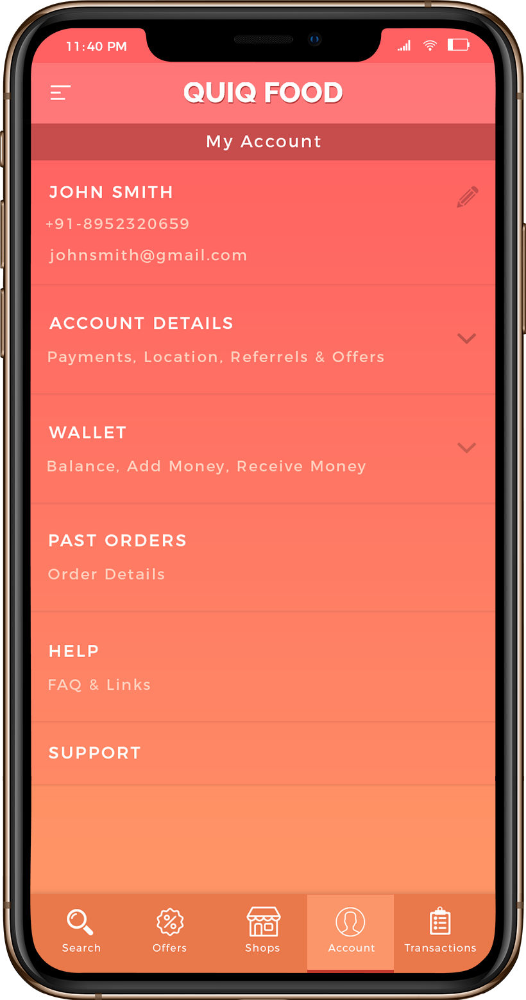 11:40 PM
QUIQ FOOD
My Account
JOHN SMITH
+91-8952320659
johnsmith@gmail.com
ACCOUNT DETAILS
Payments, Location, Referrels & Offers
WALLET
Balance, Add Money, Receive Money
PAST ORDERS
Order Details
HELP
FAQ & Links
SUPPORT
Search
Offers
Shops
Account
Transactions